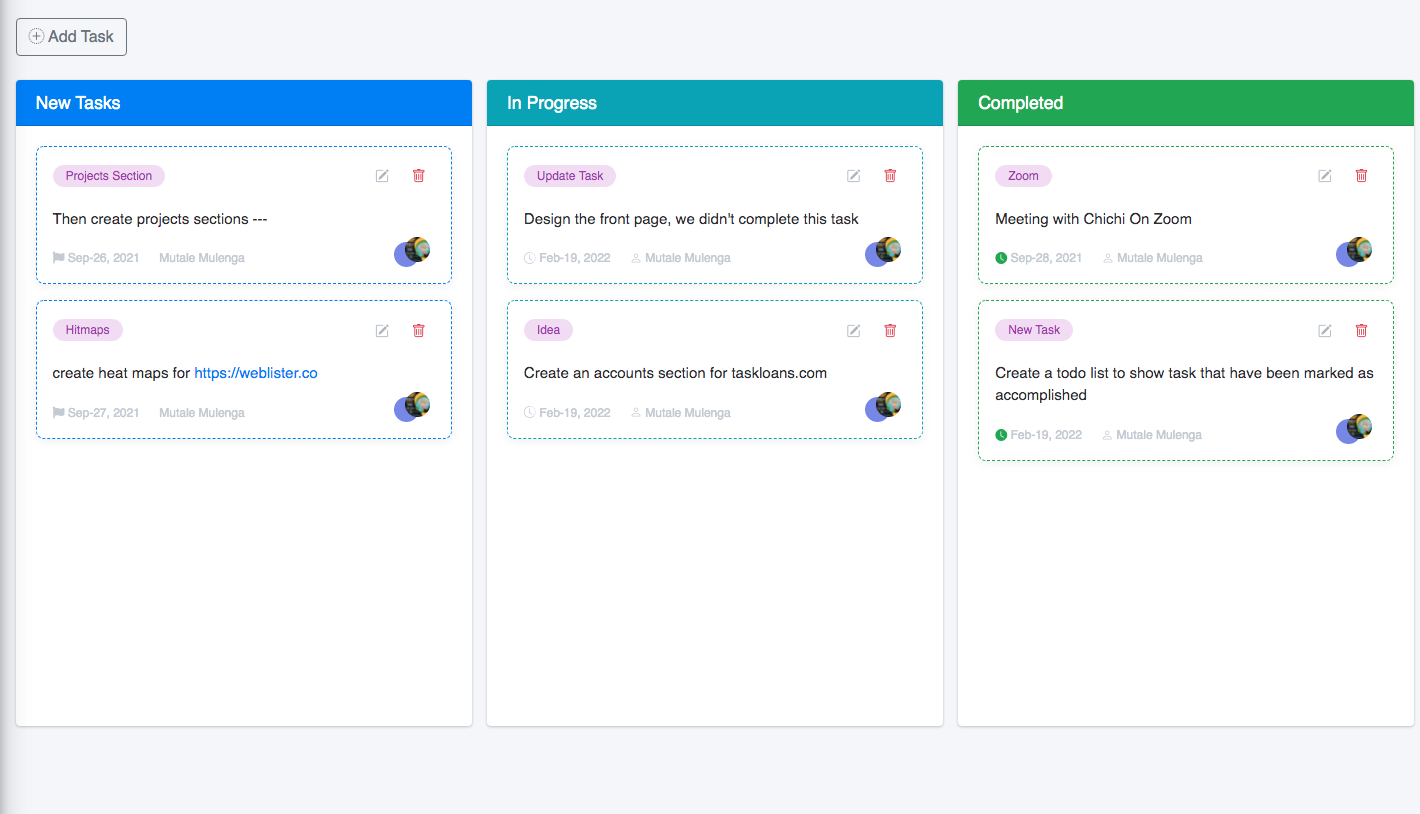 Add Task
New Tasks
Projects Section
Then create projects sections ---
Sep-26, 2021 Mutale Mulenga
Hitmaps
create heat maps for https://weblister.co
Sep-27, 2021 Mutale Mulenga
In Progress
Update Task
Design the front page, we didn't complete this task
Feb-19, 2022 Mutale Mulenga
Idea
Create an accounts section for taskloans.com
Feb-19, 2022 Mutale Mulenga
Completed
Zoom
Meeting with Chichi On Zoom
Sep-28, 2021 Mutale Mulenga
New Task
Create a todo list to show task that have been marked as
accomplished
Feb-19, 2022 Mutale Mulenga